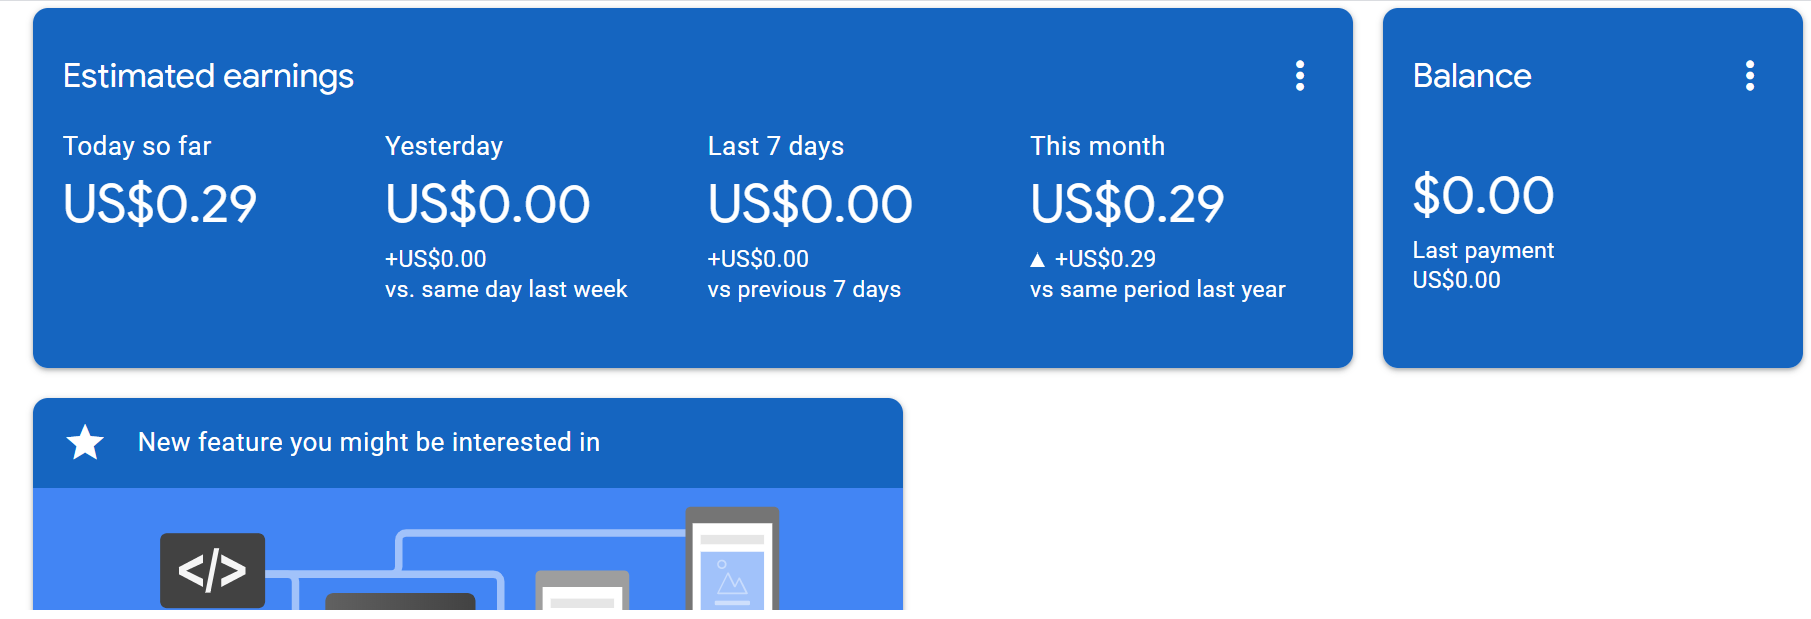 Estimated earnings
Today so far
US$0.29
Yesterday
US$0.00
+US$0.00
vs. same day last week
Last 7 days
US$0.00
+US$0.00
vs previous 7 days
This month
US$0.29
▲ +US$0.29
vs same period last year
Balance
$0.00
Last payment
US$0.00
New feature you might be interested in
</>